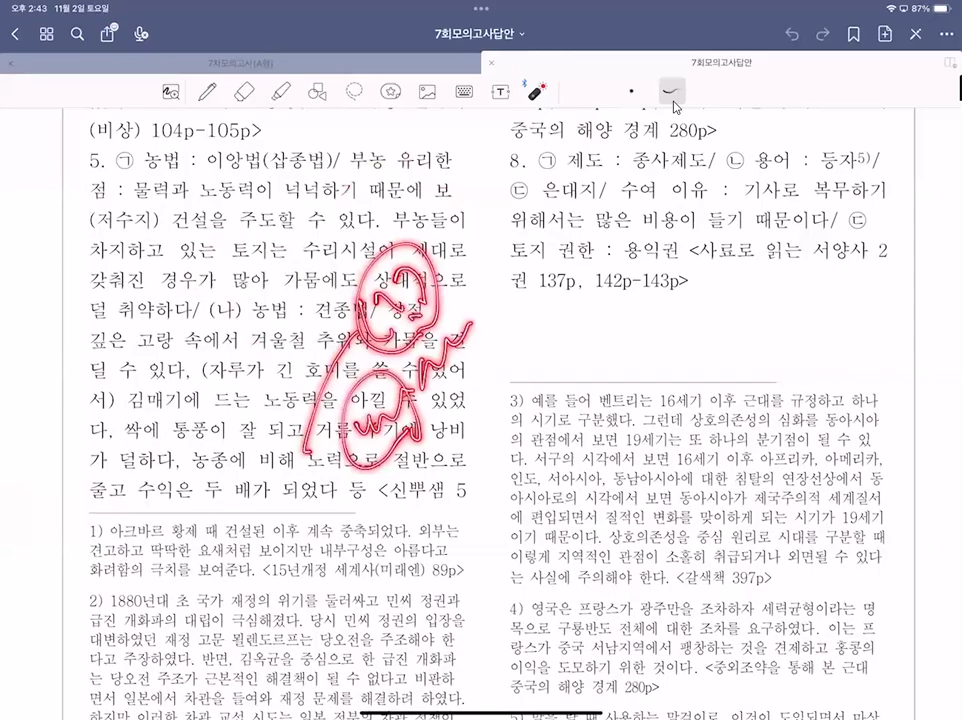 오후 2:43 11월 2일 토요일
87%
7회모의고사답안
7차모의고사(A형)
7회모의고사답안
(비상) 104p-105p>
5. ㉠ 농법 : 이앙법(삽종법)/ 부농 유리한
점 : 물력과 노동력이 넉넉하기 때문에 보
(저수지) 건설을 주도할 수 있다. 부농들이
차지하고 있는 토지는 수리시설이 제대로
갖춰진 경우가 많아 가뭄에도 상대적으로
덜 취약하다/ (나) 농법 : 견종법/ 장점
깊은 고랑 속에서 겨울철 추위와 가뭄을 견
딜 수 있다, (자루가 긴 호미를 쓸 수 있어
서) 김매기에 드는 노동력을 아낄 수 있었
다, 싹에 통풍이 잘 되고 거름 주기에 낭비
가 덜하다, 농종에 비해 노력으로 절반으로
줄고 수익은 두 배가 되었다 등 <신뿌샘 5
1) 아크바르 황제 때 건설된 이후 계속 중축되었다. 외부는
견고하고 딱딱한 요새처럼 보이지만 내부구성은 아름다고
화려함의 극치를 보여준다. <15년개정 세계사(미래엔) 89p>
2) 1880년대 초 국가 재정의 위기를 둘러싸고 민씨 정권과
급진 개화파의 대립이 극심해졌다. 당시 민씨 정권의 입장을
대변하였던 재정 고문 묄렌도르프는 당오전을 주조해야 한
다고 주장하였다. 반면, 김옥균을 중심으로 한 급진 개화파
는 당오전 주조가 근본적인 해결책이 될 수 없다고 비판하
면서 일본에서 차관을 들여와 재정 문제를 해결하려 하였다.
중국의 해양 경계 280p>
8. ㉠ 제도 : 종사제도/ ㉡ 용어 : 등자5)/
㉢ 은대지/ 수여 이유 : 기사로 복무하기
위해서는 많은 비용이 들기 때문이다/ ㉢
토지 권한 : 용익권 <사료로 읽는 서양사 2
권 137p, 142p-143p>
3) 예를 들어 벤트리는 16세기 이후 근대를 규정하고 하나
의 시기로 구분했다. 그런데 상호의존성의 심화를 동아시아
의 관점에서 보면 19세기는 또 하나의 분기점이 될 수 있
다. 서구의 시각에서 보면 16세기 이후 아프리카, 아메리카,
인도, 서아시아, 동남아시아에 대한 침탈의 연장선상에서 동
아시아로의 시각에서 보면 동아시아가 제국주의적 세계질서
에 편입되면서 질적인 변화를 맞이하게 되는 시기가 19세기
이기 때문이다. 상호의존성을 중심 원리로 시대를 구분할 때
이렇게 지역적인 관점이 소홀히 취급되거나 외면될 수 있다
는 사실에 주의해야 한다. <갈색책 397p>
4) 영국은 프랑스가 광주만을 조차하자 세력균형이라는 명
목으로 구룡반도 전체에 대한 조차를 요구하였다. 이는 프
랑스가 중국 서남지역에서 팽창하는 것을 견제하고 홍콩의
이익을 도모하기 위한 것이다. <중외조약을 통해 본 근대
중국의 해양 경계 280p>